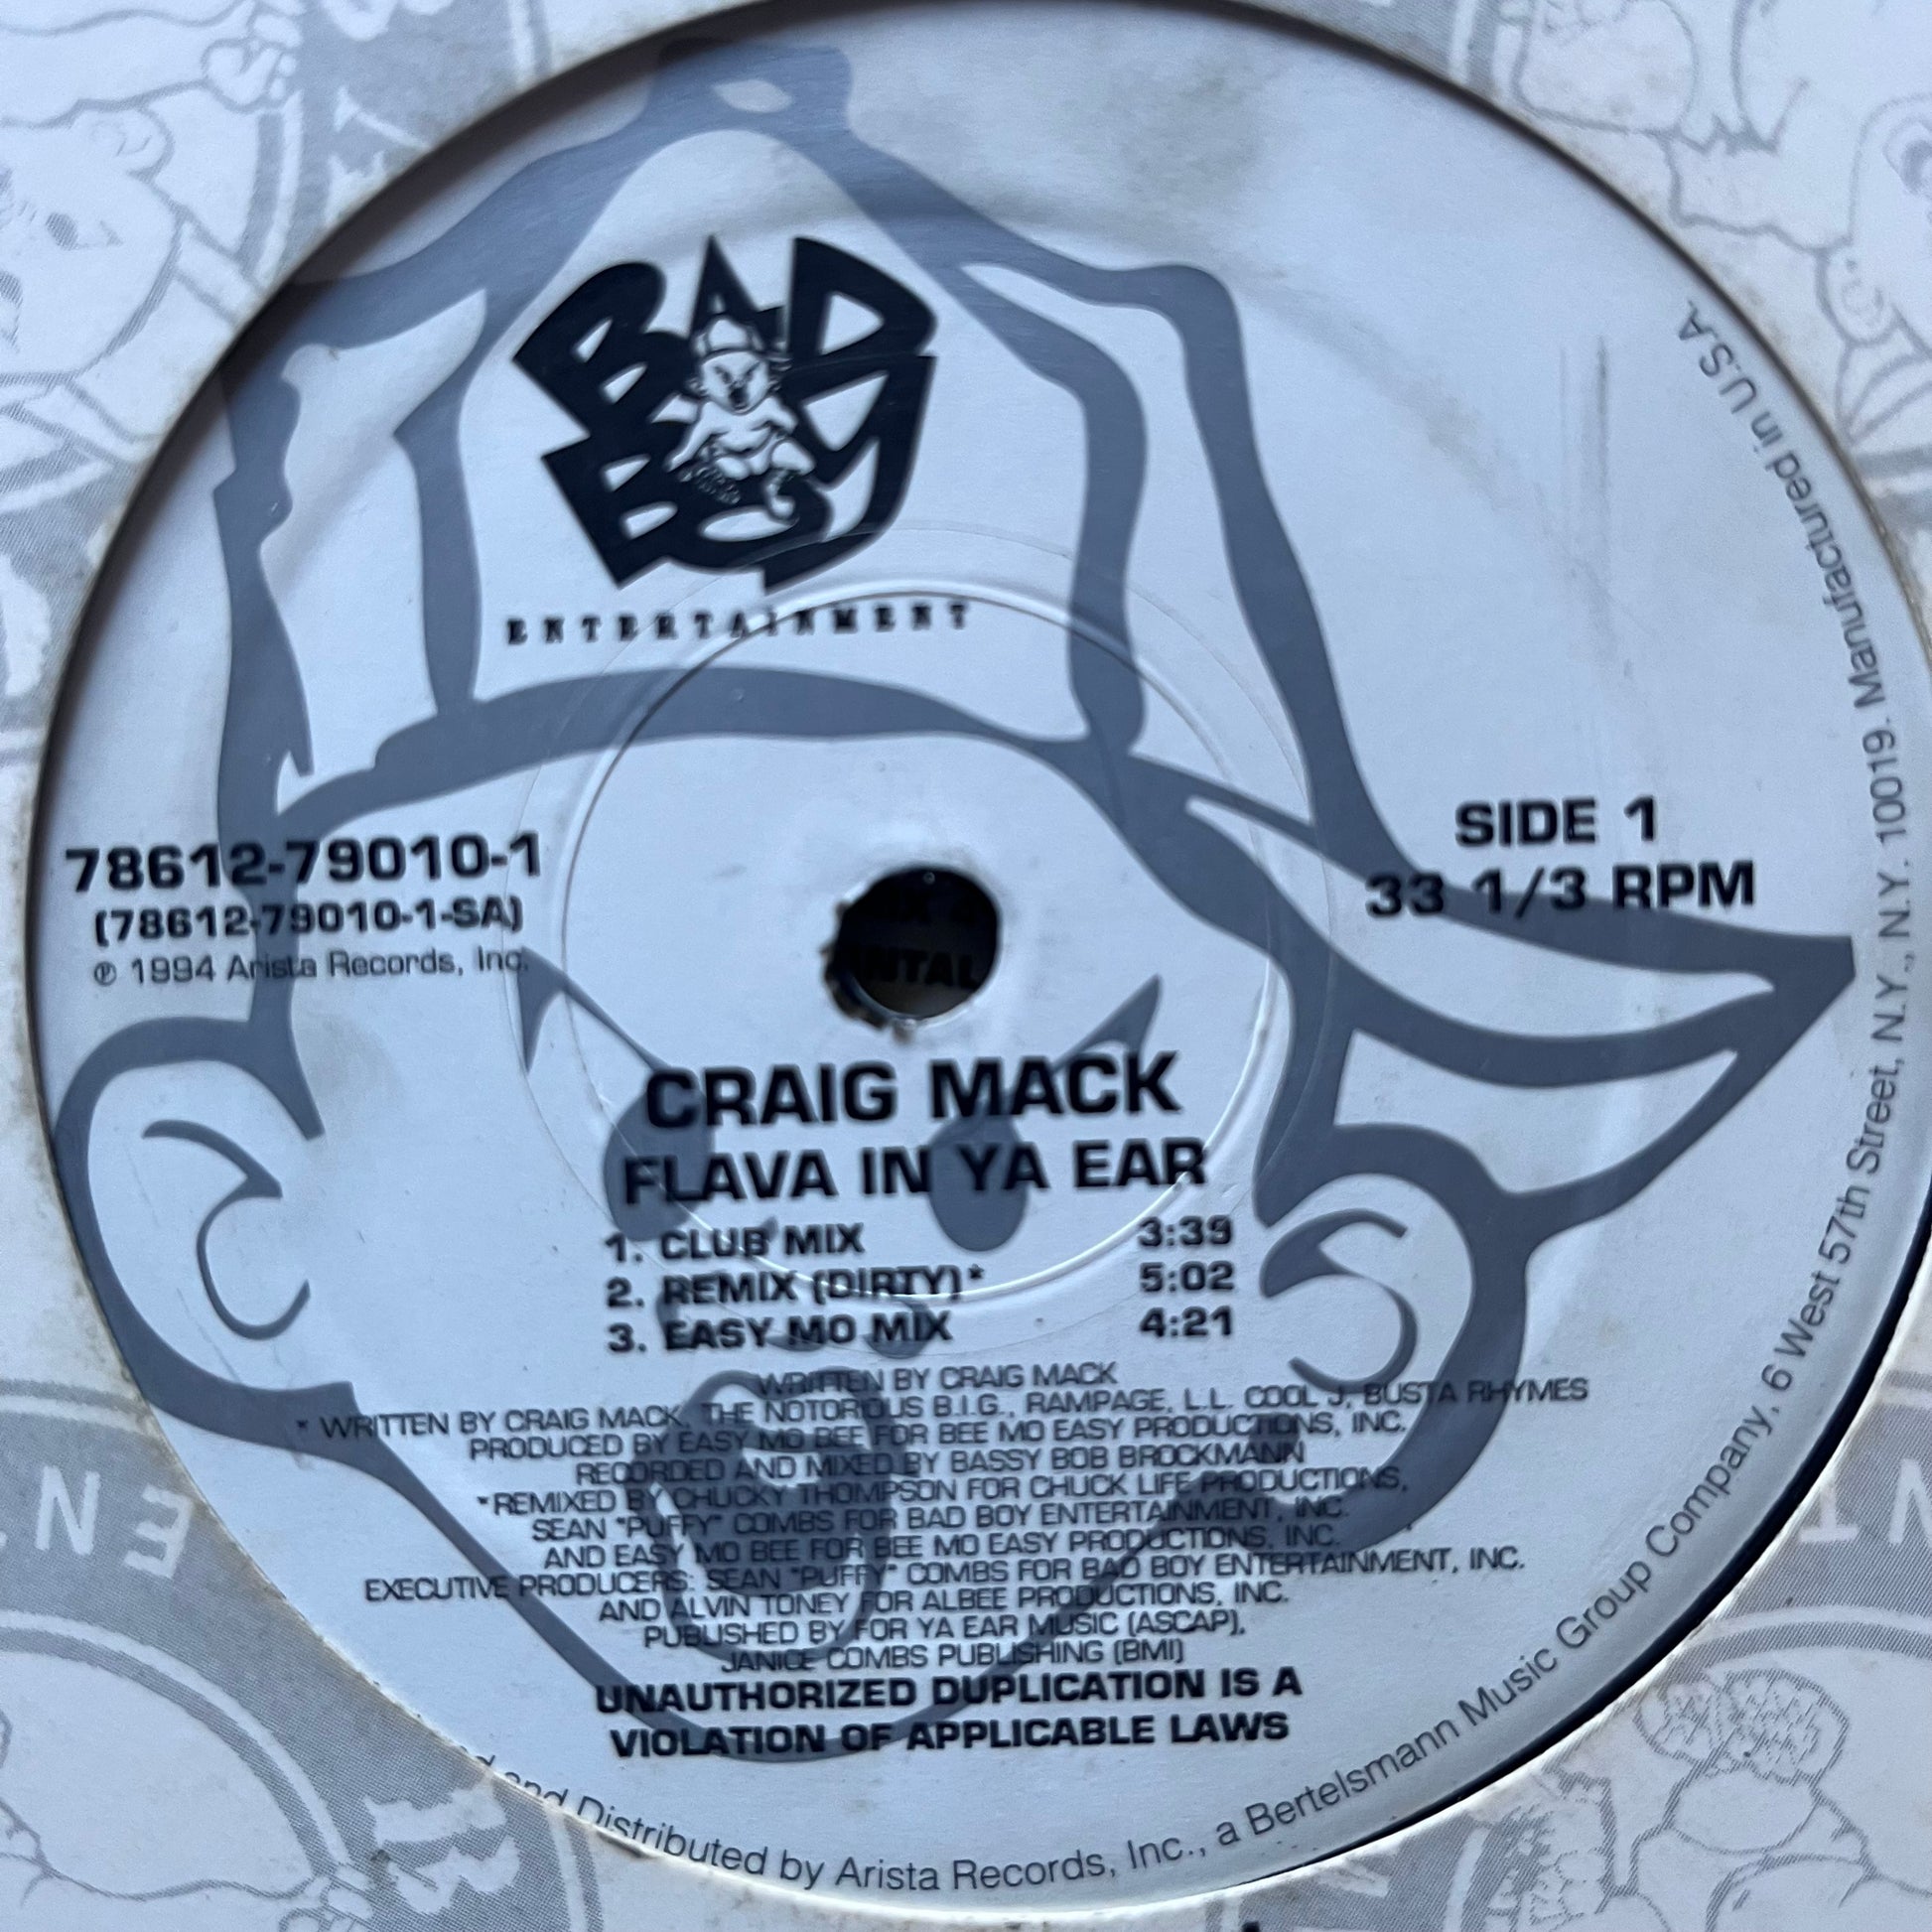 BAD
BOY
ENTERTAINMENT
78612-79010-1
(78612-79010-1-SA)
℗ 1994 Arista Records, Inc.
SIDE 1
33 1/3 RPM
CRAIG MACK
FLAVA IN YA EAR
1. CLUB MIX 3:39
2. REMIX (DIRTY)* 5:02
3. EASY MO MIX 4:21
WRITTEN BY CRAIG MACK
* WRITTEN BY CRAIG MACK, THE NOTORIOUS B.I.G., RAMPAGE, L.L. COOL J, BUSTA RHYMES
PRODUCED BY EASY MO BEE FOR BEE MO EASY PRODUCTIONS, INC.
RECORDED AND MIXED BY BASSY BOB BROCKMANN
*REMIXED BY CHUCKY THOMPSON FOR CHUCK LIFE PRODUCTIONS,
SEAN "PUFFY" COMBS FOR BAD BOY ENTERTAINMENT, INC.
AND EASY MO BEE FOR BEE MO EASY PRODUCTIONS, INC.
EXECUTIVE PRODUCERS: SEAN "PUFFY" COMBS FOR BAD BOY ENTERTAINMENT, INC.
AND ALVIN TONEY FOR ALBEE PRODUCTIONS, INC.
PUBLISHED BY FOR YA EAR MUSIC (ASCAP),
JANICE COMBS PUBLISHING (BMI)
UNAUTHORIZED DUPLICATION IS A
VIOLATION OF APPLICABLE LAWS
and Distributed by Arista Records, Inc., a Bertelsmann Music Group Company, 6 West 57th Street, N.Y., N.Y. 10019. Manufactured in U.S.A.